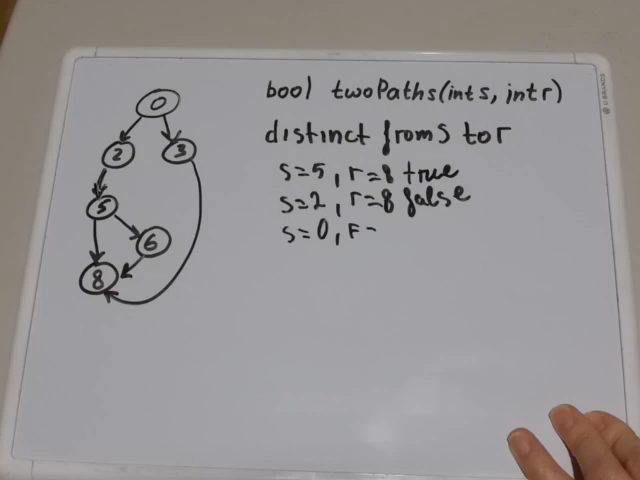 bool twoPaths(int s, int r)
distinct from s to r
s=5, r=8 true
s=2, r=8 false
s=0, r=
0
2
3
5
6
8
U BRANDS